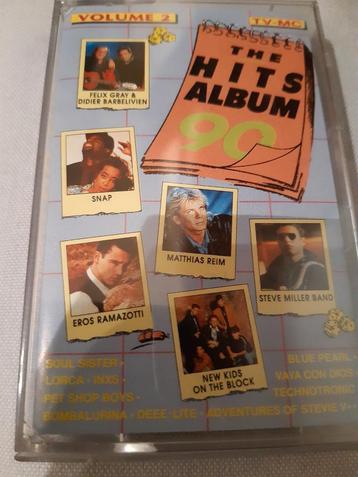 VOLUME 2
TV-MC
THE
HITS
ALBUM
90
FELIX GRAY &
DIDIER BARBELIVIEN
SNAP
MATTHIAS REIM
STEVE MILLER BAND
EROS RAMAZOTTI
NEW KIDS
ON THE BLOCK
SOUL SISTER •
BLUE PEARL •
LORCA • INXS •
VAYA CON DIOS
PET SHOP BOYS •
TECHNOTRONIC
BOMBALURINA • DEEE-LITE • ADVENTURES OF STEVIE V •